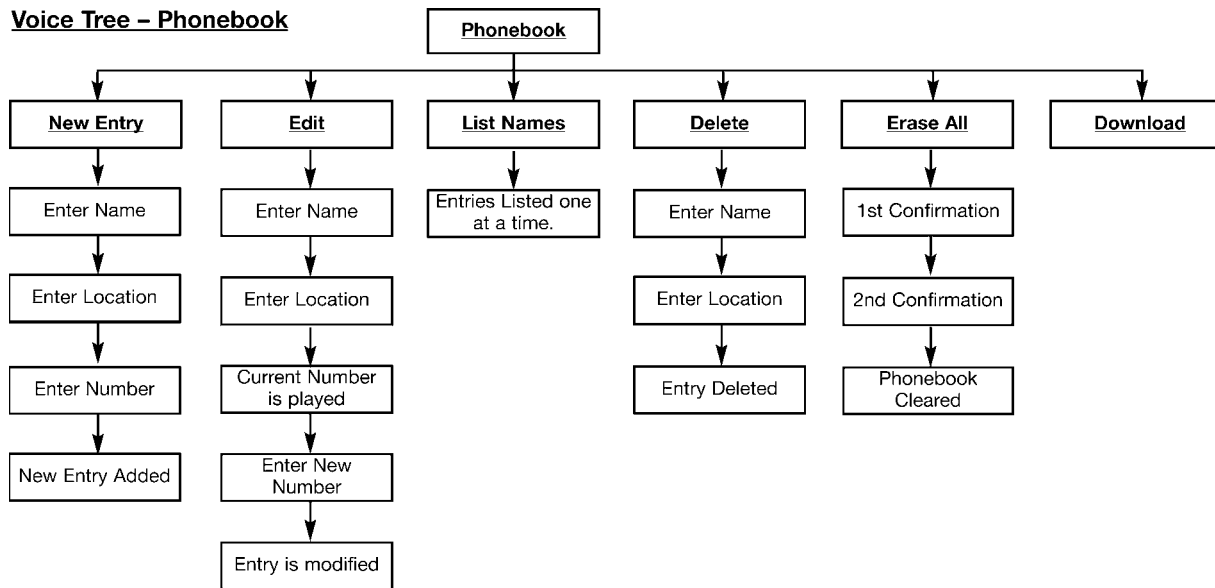 Voice Tree – Phonebook
Phonebook
New Entry
Edit
List Names
Delete
Erase All
Download
Enter Name
Enter Name
Entries Listed one
at a time.
Enter Name
1st Confirmation
Enter Location
Enter Location
Enter Location
2nd Confirmation
Enter Number
Current Number
is played
Entry Deleted
Phonebook
Cleared
New Entry Added
Enter New
Number
Entry is modified